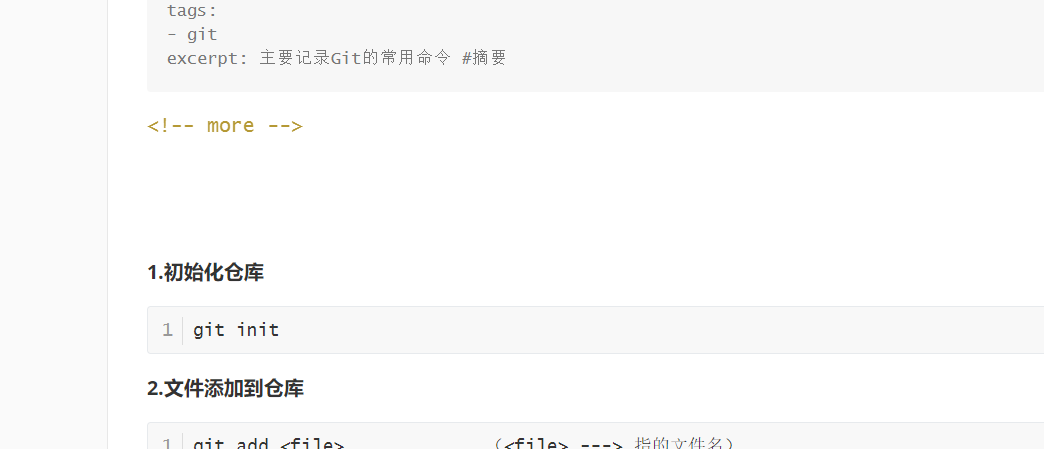 tags:
- git
excerpt: 主要记录Git的常用命令 #摘要
<!-- more -->
1.初始化仓库
1 git init
2.文件添加到仓库
1 git add <file> （<file> ---> 指的文件名）